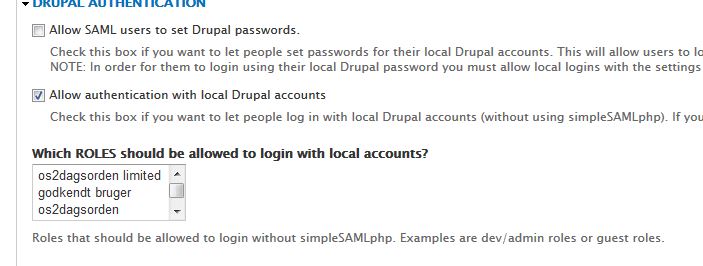 DRUPAL AUTHENTICATION
Allow SAML users to set Drupal passwords.
Check this box if you want to let people set passwords for their local Drupal accounts. This will allow users to lo
NOTE: In order for them to login using their local Drupal password you must allow local logins with the settings
Allow authentication with local Drupal accounts
Check this box if you want to let people log in with local Drupal accounts (without using simpleSAMLphp). If you
Which ROLES should be allowed to login with local accounts?
os2dagsorden limited
godkendt bruger
os2dagsorden
Roles that should be allowed to login without simpleSAMLphp. Examples are dev/admin roles or guest roles.